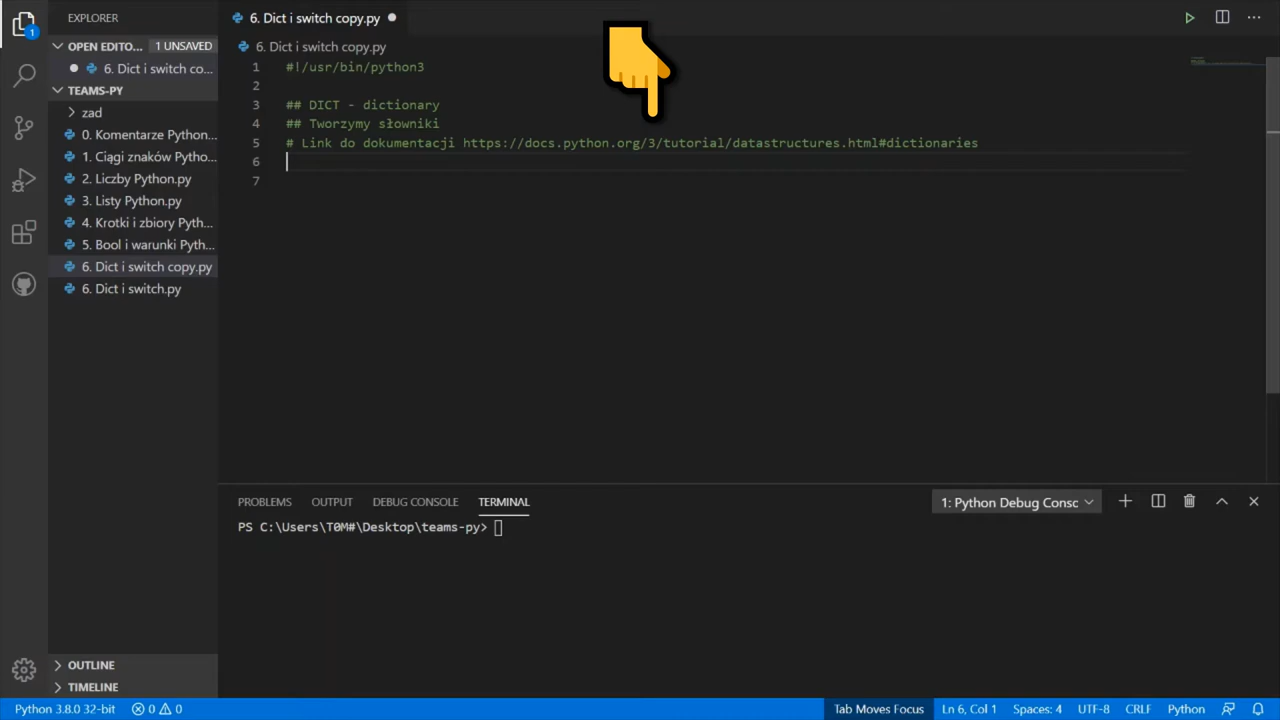 EXPLORER
6. Dict i switch copy.py
1
OPEN EDITO... 1 UNSAVED
6. Dict i switch co...
TEAMS-PY
zad
0. Komentarze Python...
1. Ciągi znaków Pytho...
2. Liczby Python.py
3. Listy Python.py
4. Krotki i zbiory Pyth...
5. Bool i warunki Pyth...
6. Dict i switch copy.py
6. Dict i switch.py
OUTLINE
TIMELINE
6. Dict i switch copy.py
1 #!/usr/bin/python3
2
3 ## DICT - dictionary
4 ## Tworzymy słowniki
5 # Link do dokumentacji https://docs.python.org/3/tutorial/datastructures.html#dictionaries
6
7
PROBLEMS OUTPUT DEBUG CONSOLE TERMINAL 1: Python Debug Consc
PS C:\Users\T0M#\Desktop\teams-py>
Python 3.8.0 32-bit 0 0 Tab Moves Focus Ln 6, Col 1 Spaces: 4 UTF-8 CRLF Python